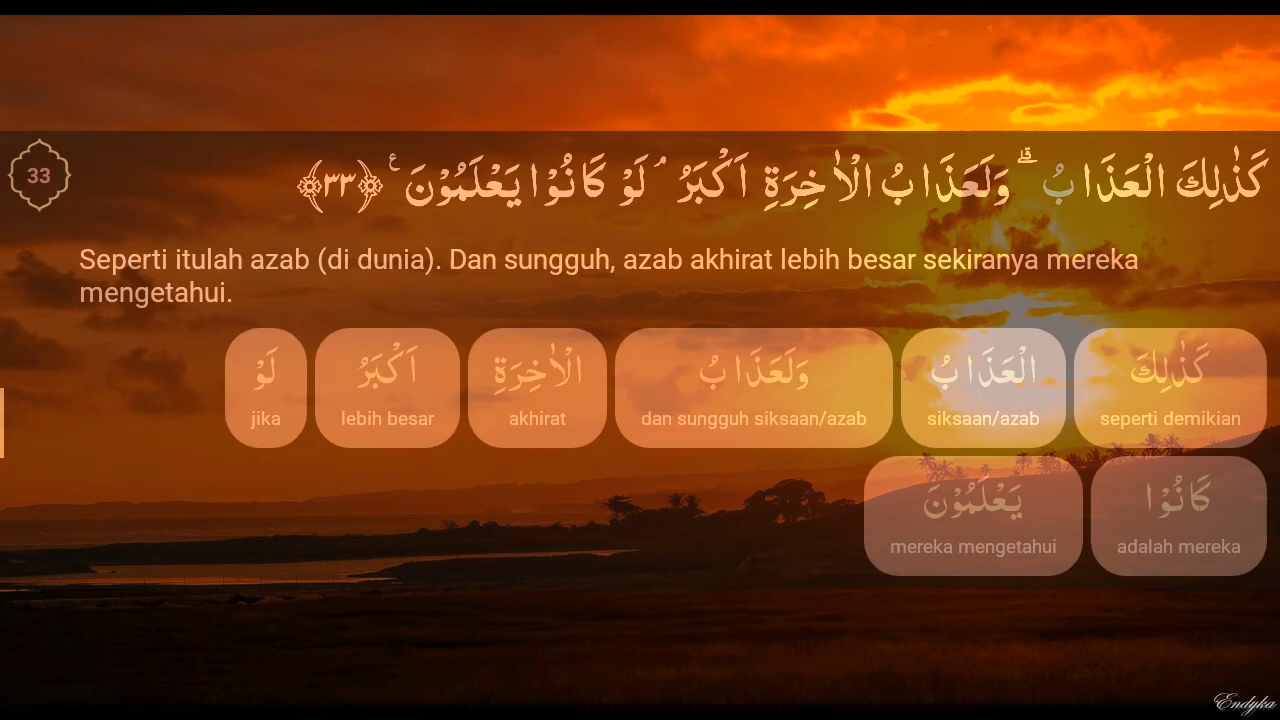 33
كَذٰلِكَ الْعَذَابُ ۗ وَلَعَذَابُ الْاٰخِرَةِ اَكْبَرُ ۘ لَوْ كَانُوْا يَعْلَمُوْنَ ࣖ ﴿٣٣﴾
Seperti itulah azab (di dunia). Dan sungguh, azab akhirat lebih besar sekiranya mereka
mengetahui.
كَذٰلِكَ الْعَذَابُ وَلَعَذَابُ الْاٰخِرَةِ اَكْبَرُ لَوْ
seperti demikian siksaan/azab dan sungguh siksaan/azab akhirat lebih besar jika
كَانُوْا يَعْلَمُوْنَ
adalah mereka mereka mengetahui
Endyka